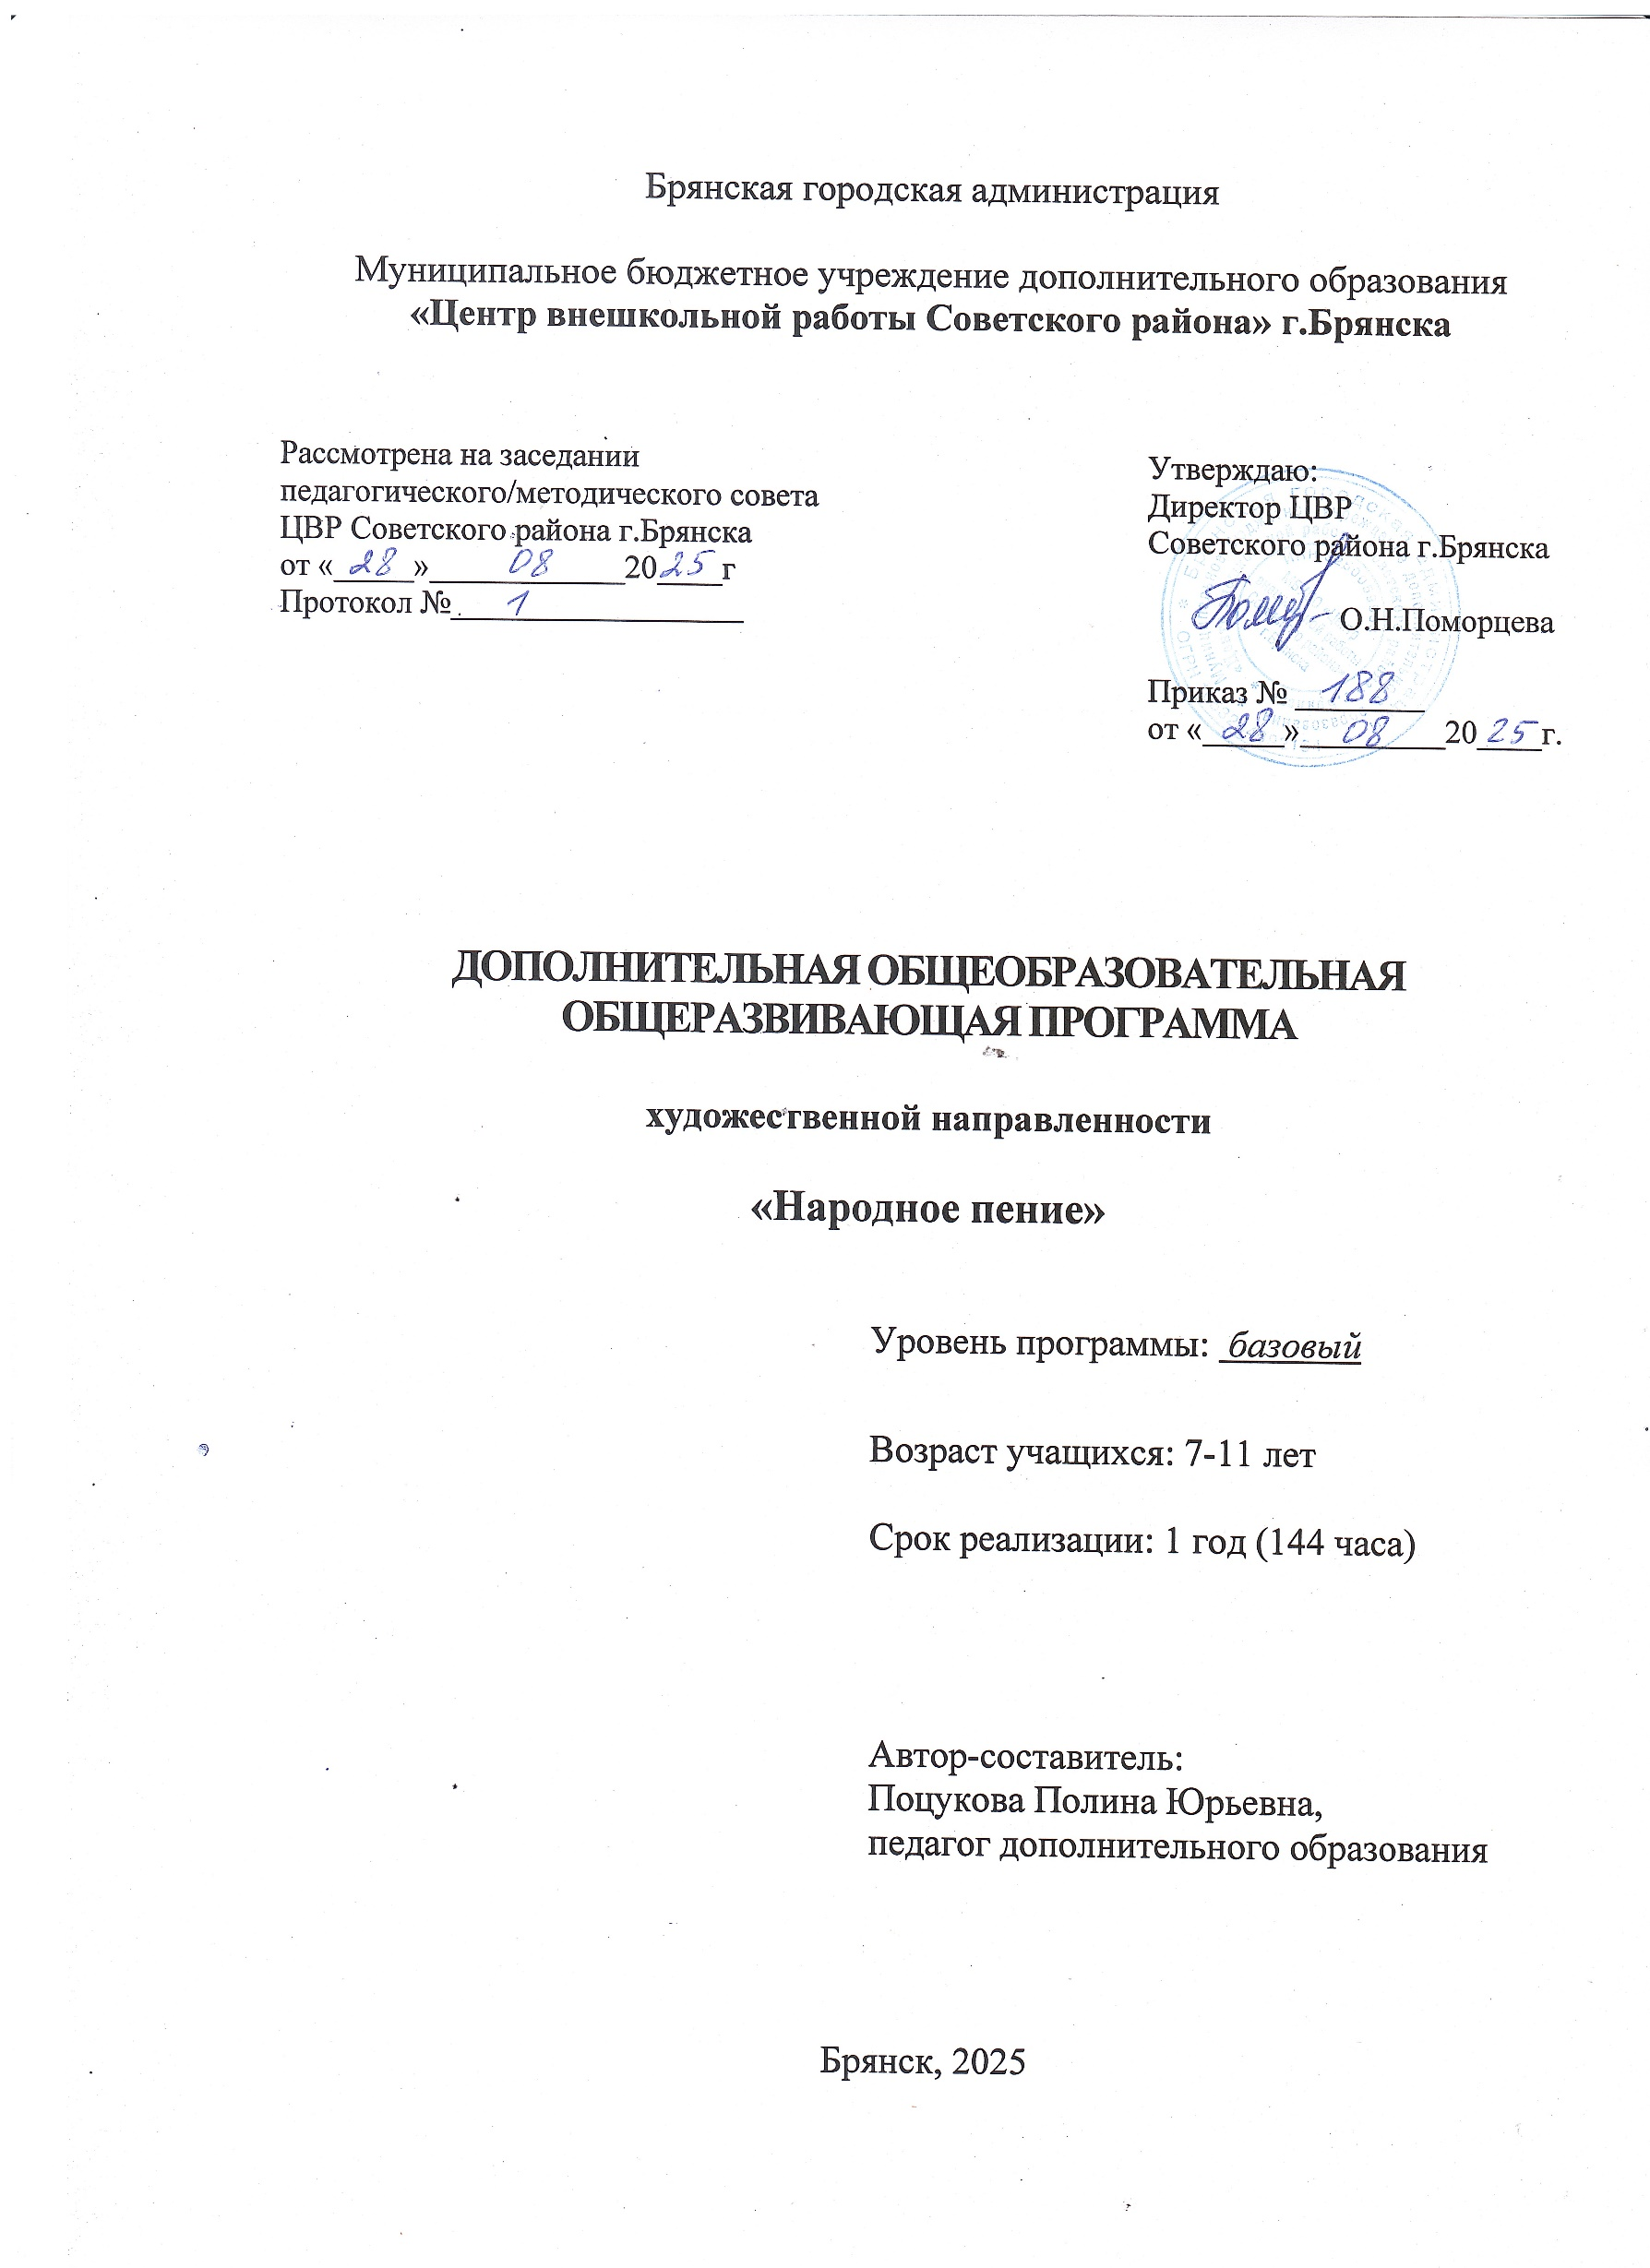 Брянская городская администрация
Муниципальное бюджетное учреждение дополнительного образования
«Центр внешкольной работы Советского района» г.Брянска
Рассмотрена на заседании
педагогического/методического совета
ЦВР Советского района г.Брянска
от «28» 08 2025г
Протокол № 1
Утверждаю:
Директор ЦВР
Советского района г.Брянска
О.Н.Поморцева
Приказ № 188
от «28» 08 2025г.
ДОПОЛНИТЕЛЬНАЯ ОБЩЕОБРАЗОВАТЕЛЬНАЯ
ОБЩЕРАЗВИВАЮЩАЯ ПРОГРАММА
художественной направленности
«Народное пение»
Уровень программы: базовый
Возраст учащихся: 7-11 лет
Срок реализации: 1 год (144 часа)
Автор-составитель:
Поцукова Полина Юрьевна,
педагог дополнительного образования
Брянск, 2025